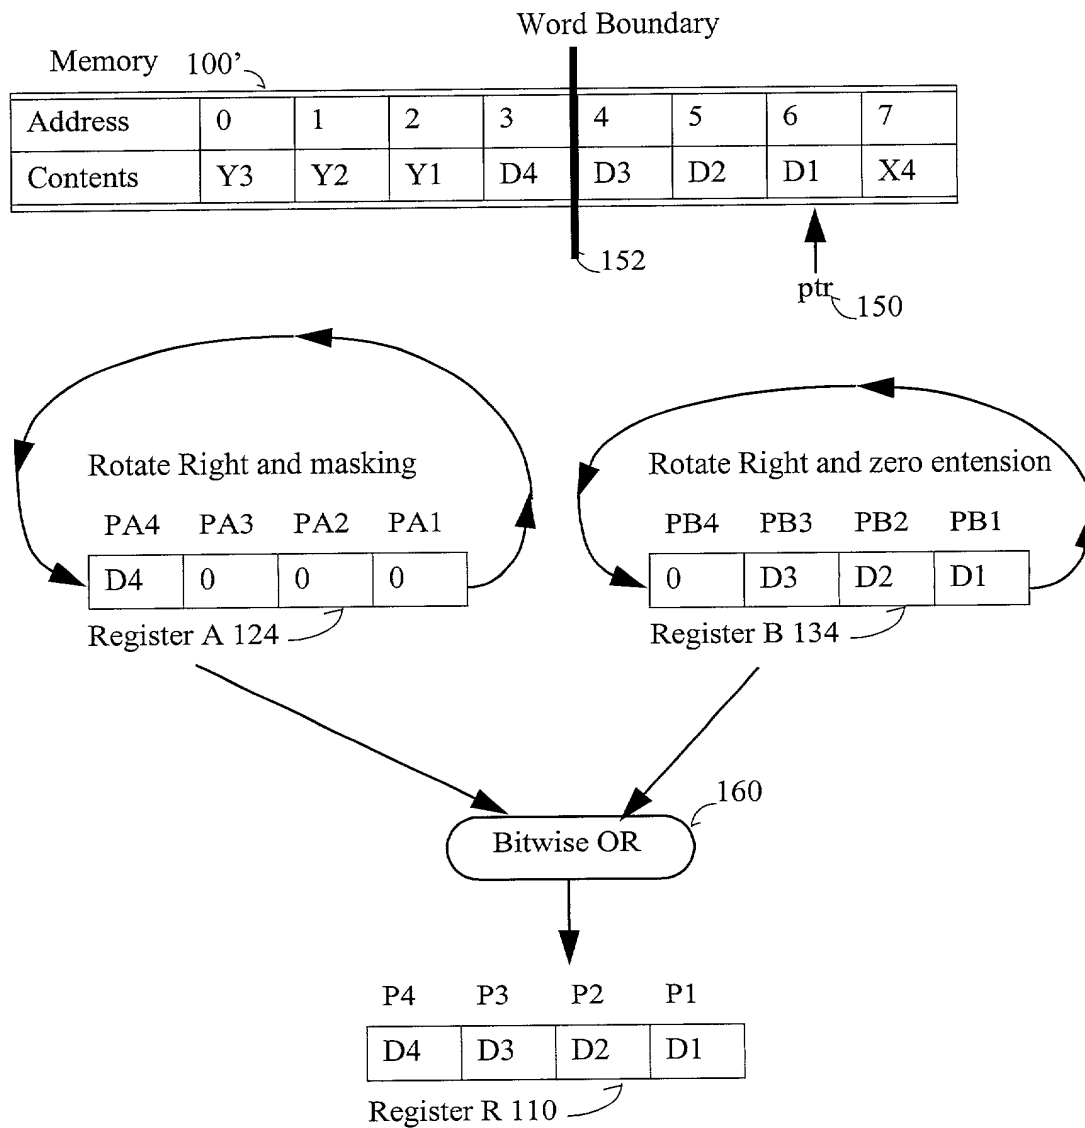 Word Boundary
Memory 100’
Address 0 1 2 3 4 5 6 7
Contents Y3 Y2 Y1 D4 D3 D2 D1 X4
152
ptr 150
Rotate Right and masking
PA4 PA3 PA2 PA1
D4 0 0 0
Register A 124
Rotate Right and zero entension
PB4 PB3 PB2 PB1
0 D3 D2 D1
Register B 134
160
Bitwise OR
P4 P3 P2 P1
D4 D3 D2 D1
Register R 110